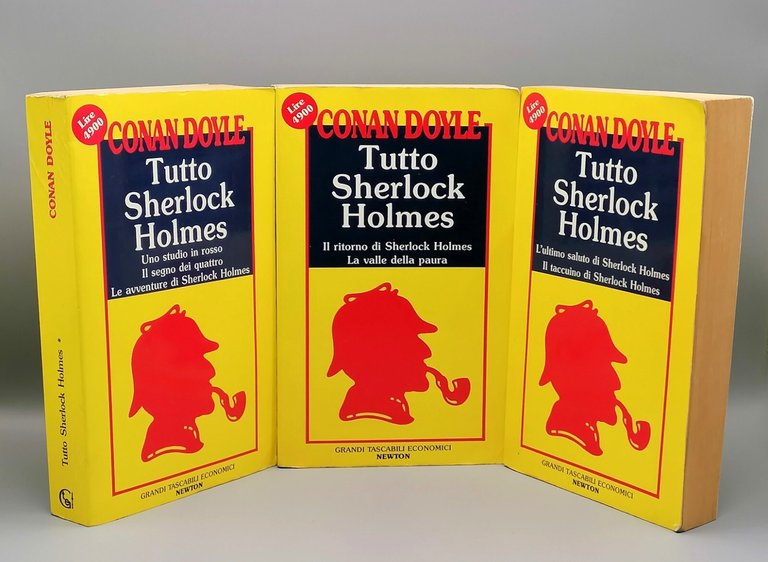 CONAN DOYLE
Tutto Sherlock Holmes *
Lire
4900
CONAN DOYLE
Tutto
Sherlock
Holmes
Uno studio in rosso
Il segno dei quattro
Le avventure di Sherlock Holmes
GRANDI TASCABILI ECONOMICI
NEWTON
Lire
4900
CONAN DOYLE
Tutto
Sherlock
Holmes
Il ritorno di Sherlock Holmes
La valle della paura
GRANDI TASCABILI ECONOMICI
NEWTON
Lire
4900
CONAN DOYLE
Tutto
Sherlock
Holmes
L'ultimo saluto di Sherlock Holmes
Il taccuino di Sherlock Holmes
GRANDI TASCABILI ECONOMICI
NEWTON